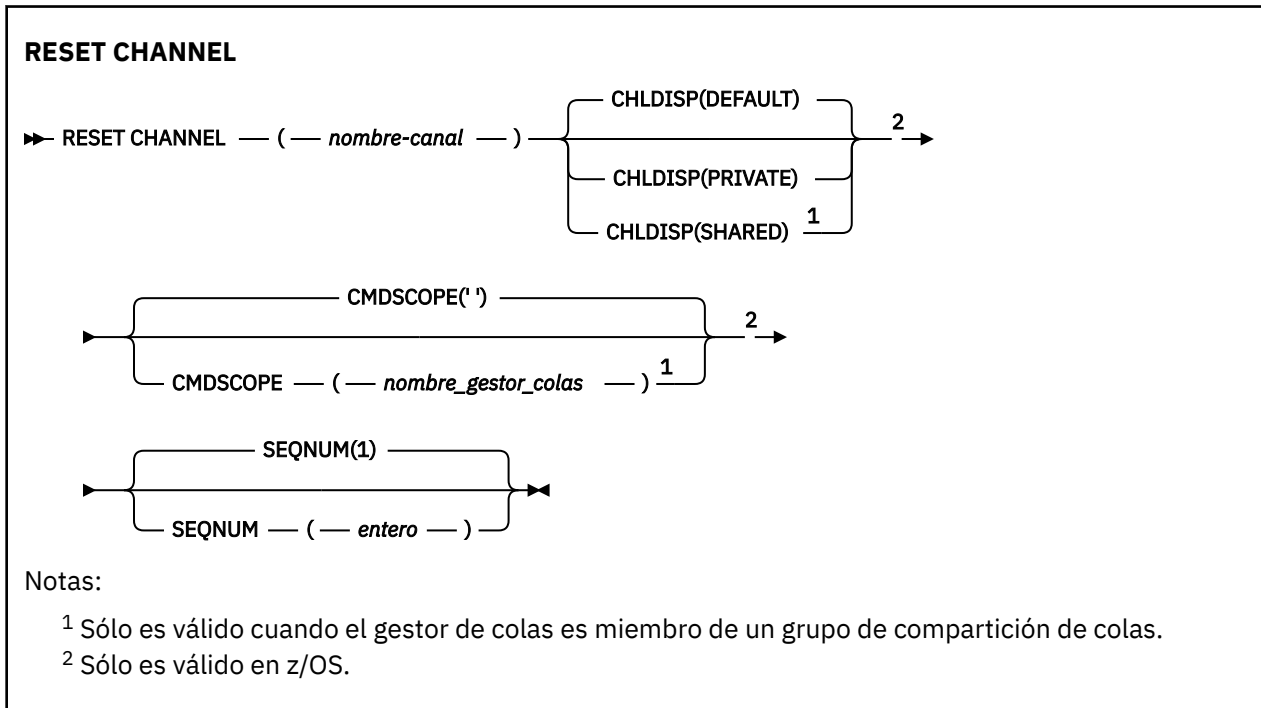 RESET CHANNEL
CHLDISP(DEFAULT)
RESET CHANNEL ( nombre-canal ) 2
CHLDISP(PRIVATE)
CHLDISP(SHARED) 1
CMDSCOPE(' ')
2
CMDSCOPE ( nombre_gestor_colas ) 1
SEQNUM(1)
SEQNUM ( entero )
Notas:
1 Sólo es válido cuando el gestor de colas es miembro de un grupo de compartición de colas.
2 Sólo es válido en z/OS.